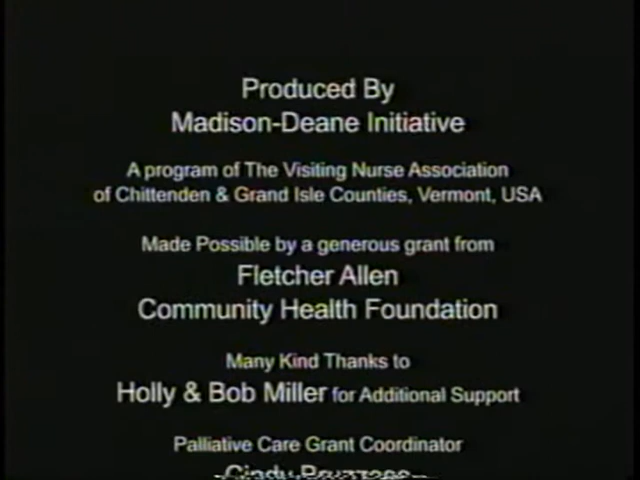 Produced By
Madison-Deane Initiative
A program of The Visiting Nurse Association
of Chittenden & Grand Isle Counties, Vermont, USA
Made Possible by a generous grant from
Fletcher Allen
Community Health Foundation
Many Kind Thanks to
Holly & Bob Miller for Additional Support
Palliative Care Grant Coordinator
Cindy